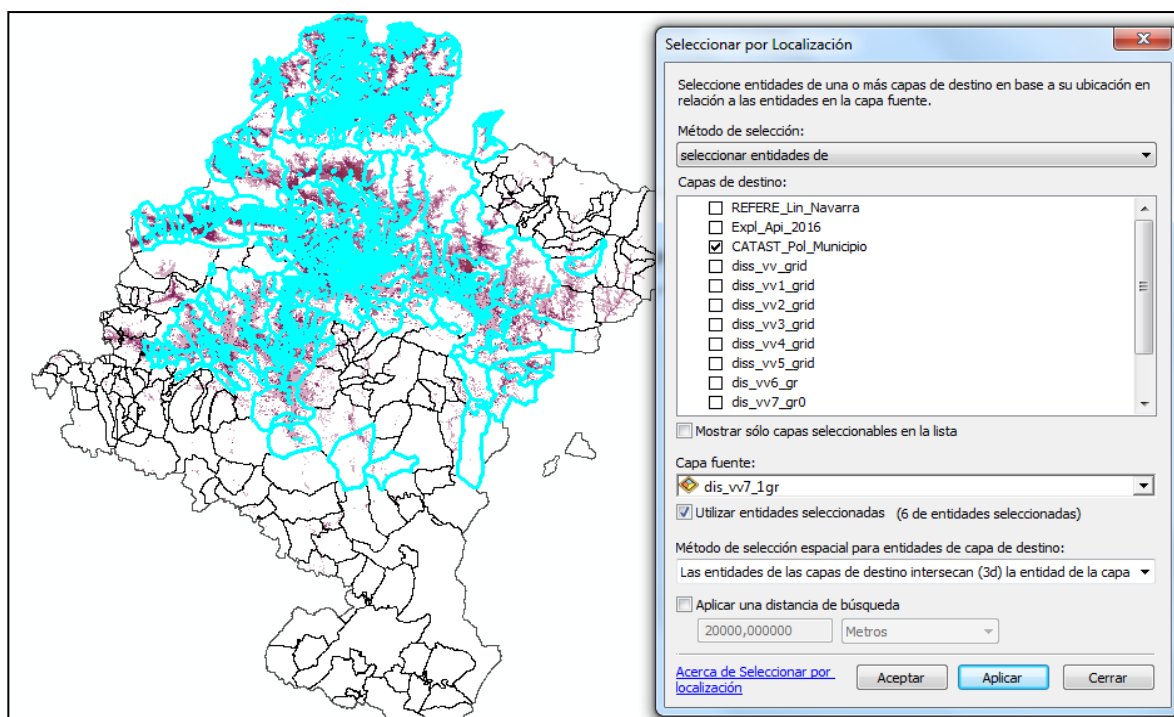 Seleccionar por Localización
Seleccione entidades de una o más capas de destino en base a su ubicación en
relación a las entidades en la capa fuente.
Método de selección:
seleccionar entidades de
Capas de destino:
REFERE_Lin_Navarra
Expl_Api_2016
CATAST_Pol_Municipio
diss_vv_grid
diss_vv1_grid
diss_vv2_grid
diss_vv3_grid
diss_vv4_grid
diss_vv5_grid
dis_vv6_gr
dis_vv7_gr0
Mostrar sólo capas seleccionables en la lista
Capa fuente:
dis_vv7_1gr
Utilizar entidades seleccionadas (6 de entidades seleccionadas)
Método de selección espacial para entidades de capa de destino:
Las entidades de las capas de destino intersecan (3d) la entidad de la capa
Aplicar una distancia de búsqueda
20000,000000 Metros
Acerca de Seleccionar por
localización
Aceptar Aplicar Cerrar